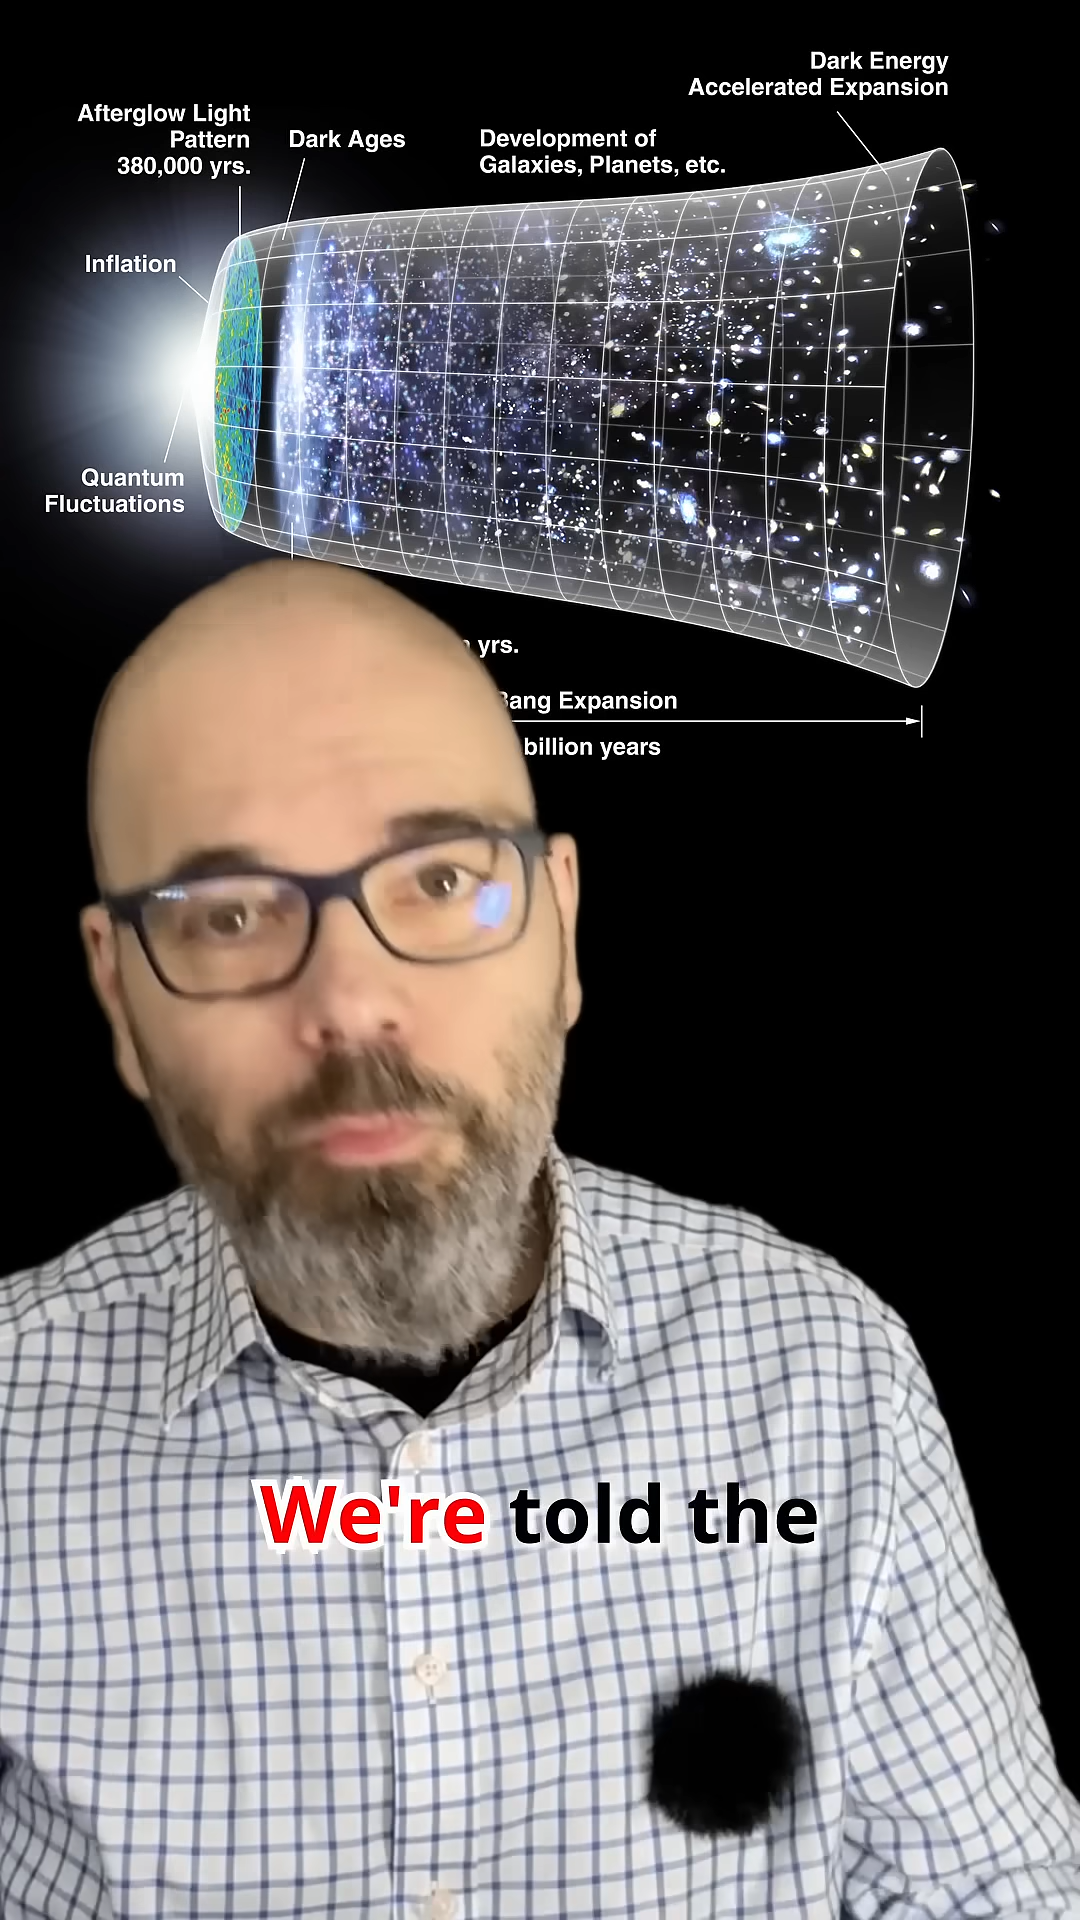 Dark Energy
Accelerated Expansion
Afterglow Light
Pattern
380,000 yrs.
Dark Ages
Development of
Galaxies, Planets, etc.
Inflation
Quantum
Fluctuations
yrs.
Bang Expansion
billion years
We're told the